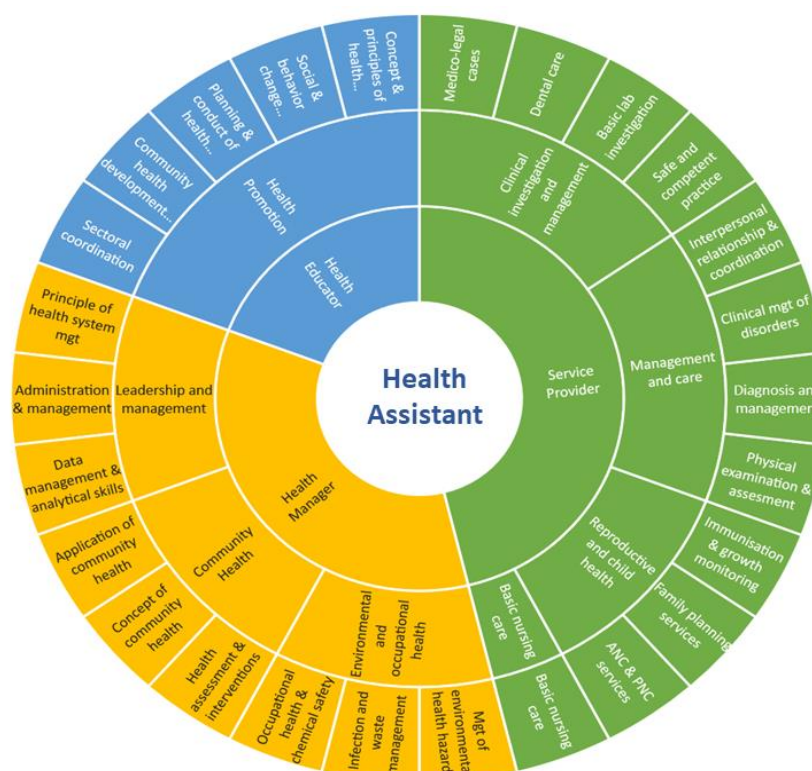 Health
Assistant
Service
Provider
Health
Manager
Health
Educator
Clinical
investigation
and
management
Management
and care
Reproductive
and child
health
Basic nursing
care
Environmental
and
occupational
health
Community
Health
Leadership and
management
Health
Promotion
Medico-legal
cases
Dental care
Basic lab
investigation
Safe and
competent
practice
Interpersonal
relationship &
coordination
Clinical mgt of
disorders
Diagnosis an
management
Physical
examination &
assesment
Immunisation
& growth
monitoring
Family planning
services
ANC & PNC
services
Basic nursing
care
Mgt of
environmenta
health hazard
Infection and
waste
management
Occupational
health &
chemical safety
Health
assessment &
interventions
Concept of
community
health
Application of
community
health
Data
management &
analytical skills
Administration
& management
Principle of
health system
mgt
Sectoral
coordination
Community
health
development...
Planning &
conduct of
health...
Social &
behavior
change...
Concept &
principles of
health...